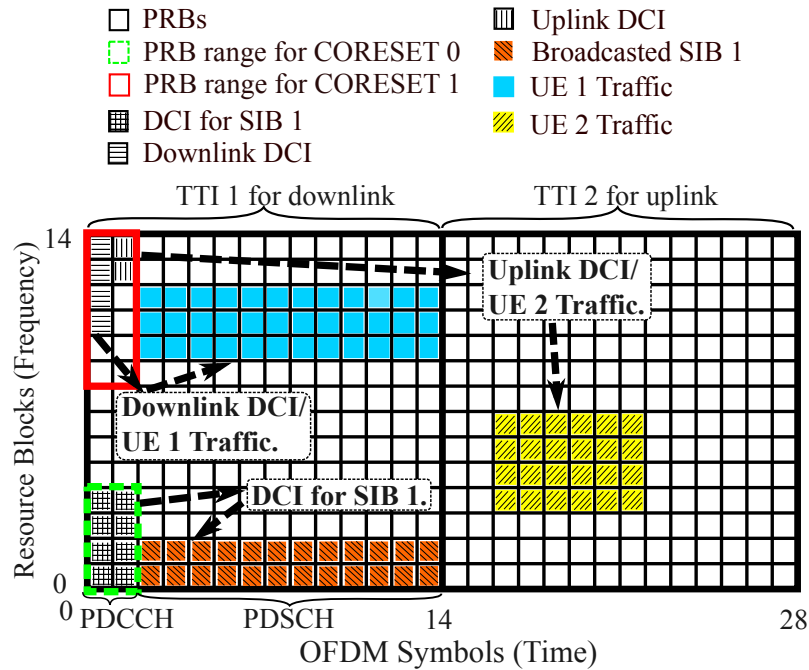 PRBs
PRB range for CORESET 0
PRB range for CORESET 1
DCI for SIB 1
Downlink DCI
Uplink DCI
Broadcasted SIB 1
UE 1 Traffic
UE 2 Traffic
TTI 1 for downlink
TTI 2 for uplink
14
Resource Blocks (Frequency)
Uplink DCI/
UE 2 Traffic.
Downlink DCI/
UE 1 Traffic.
DCI for SIB 1.
0
0
PDCCH
PDSCH
14
28
OFDM Symbols (Time)